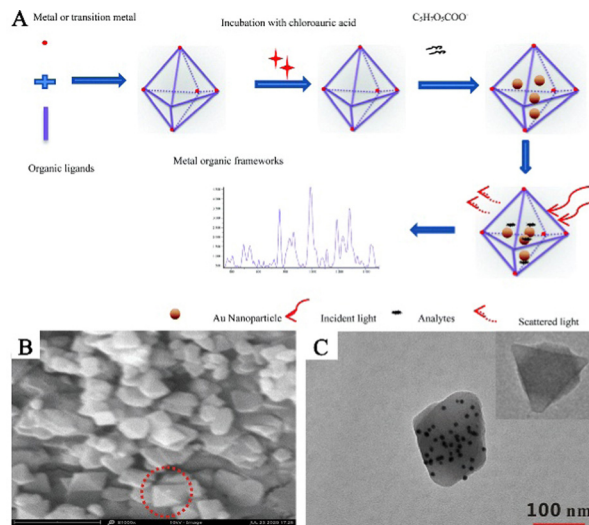 A
Metal or transition metal
Incubation with chloroauric acid
C₅H₇O₅COO⁻
Organic ligands
Metal organic frameworks
Au Nanoparticle
Incident light
Analytes
Scattered light
B
C
100 nm